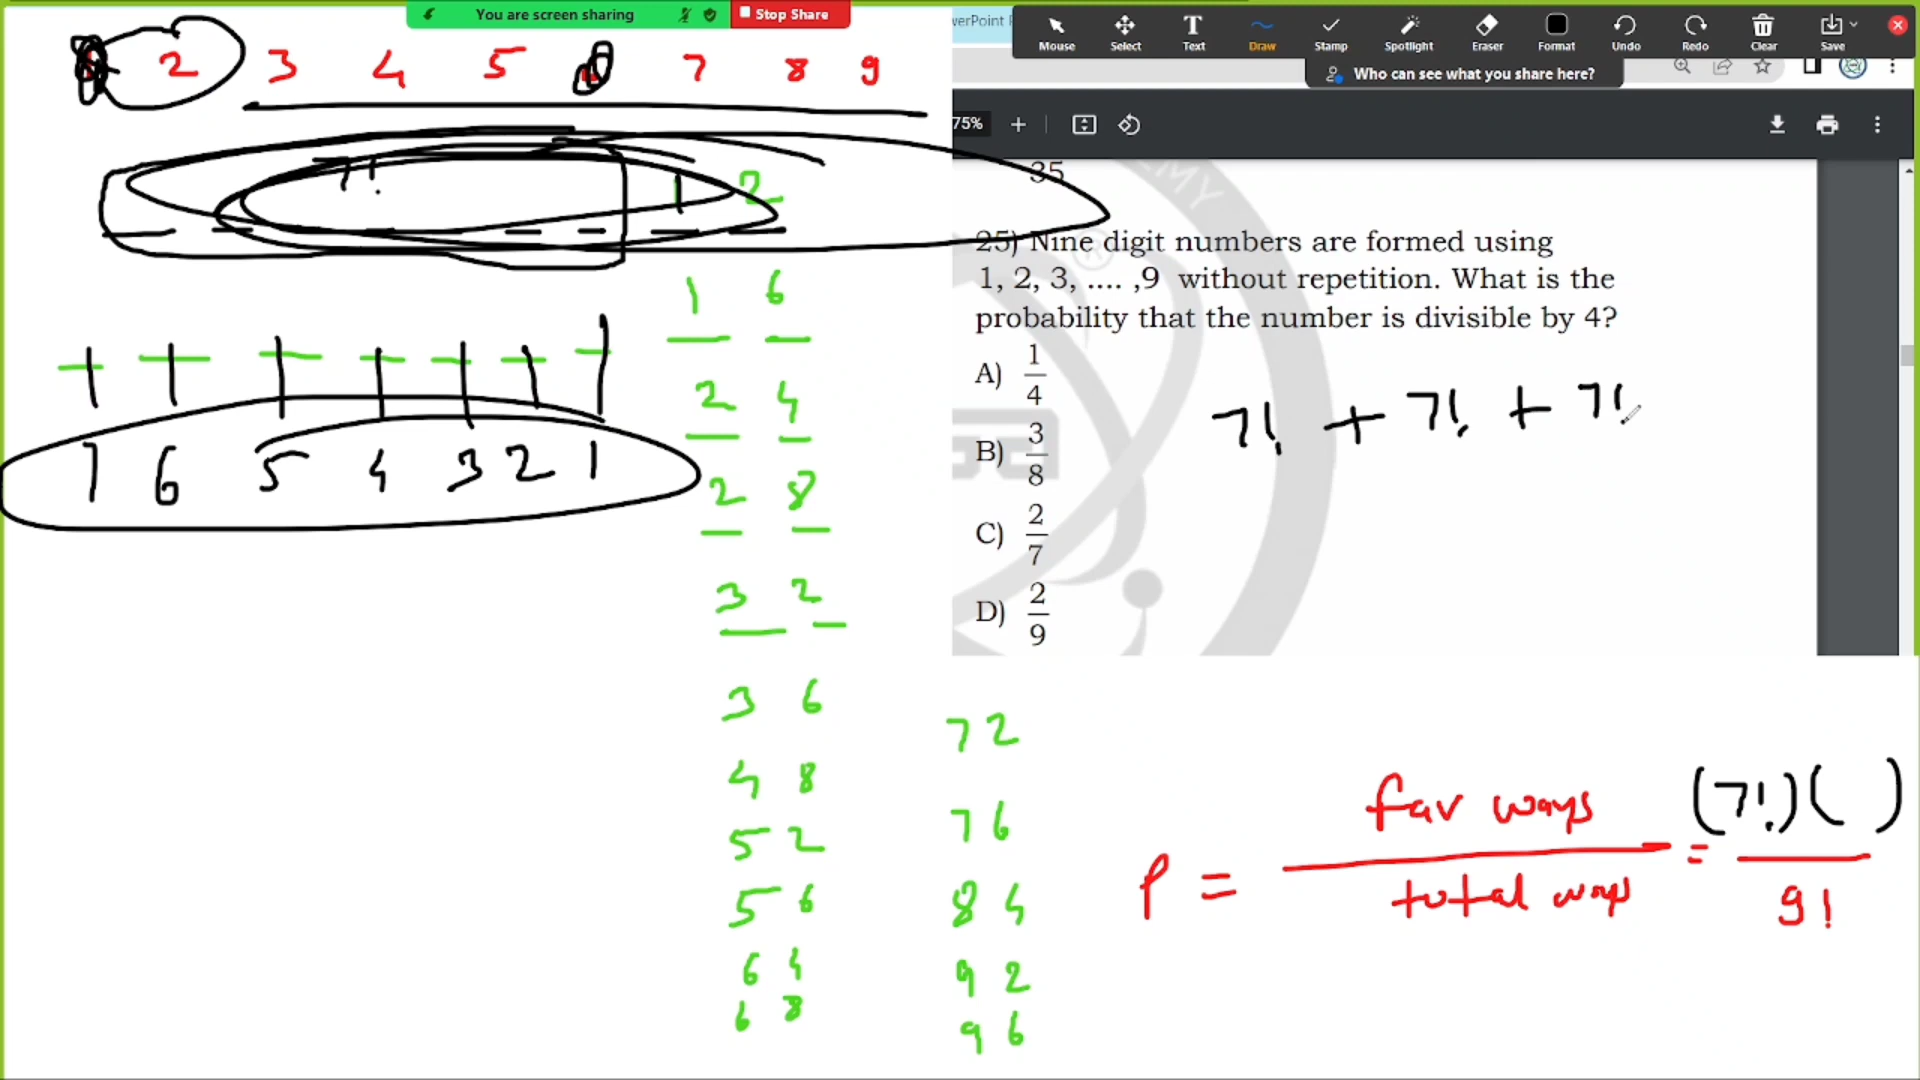 You are screen sharing Stop Share
werPoint
Mouse Select Text Draw Stamp Spotlight Eraser Format Undo Redo Clear Save
Who can see what you share here?
75%
2 3 4 5 7 8 9
7! 1 2
1 6
2 4
2 8
3 2
3 6
4 8
5 2
5 6
6 4
6 8
7 6 5 4 3 2 1
35
EMY
25) Nine digit numbers are formed using
1, 2, 3, .... ,9 without repetition. What is the
probability that the number is divisible by 4?
A) 1/4
B) 3/8
C) 2/7
D) 2/9
7! + 7! + 7!
7 2
7 6
8 4
9 2
9 6
P = fav ways / total ways = (7!)( ) / 9!